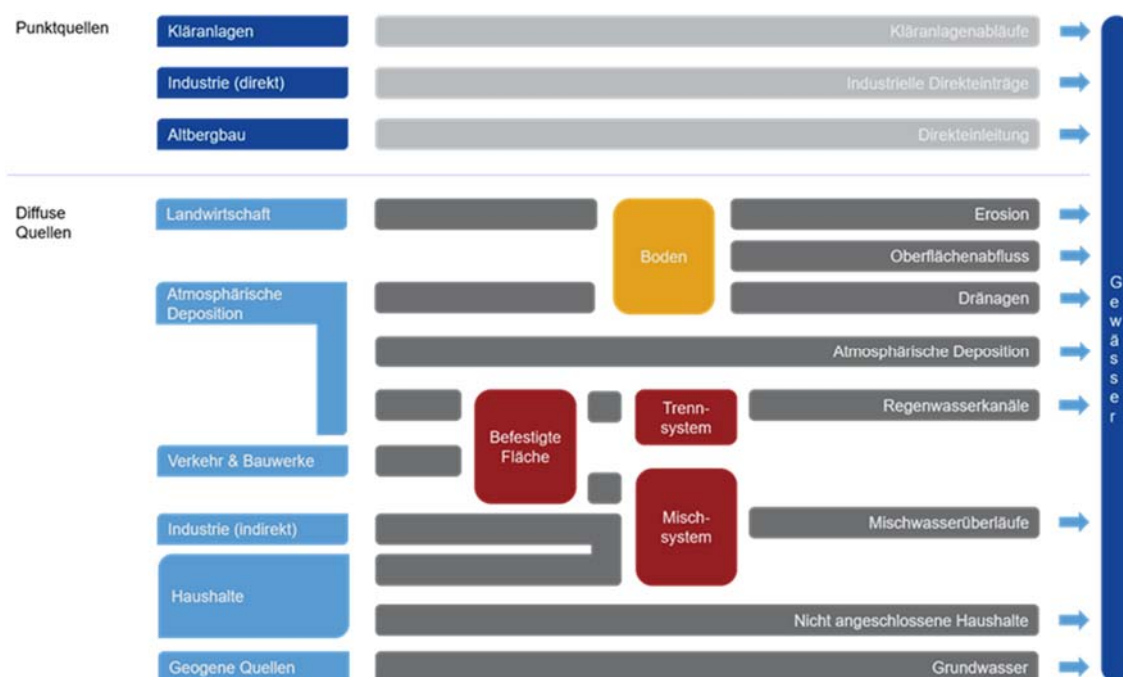 Punktquellen
Kläranlagen
Kläranlagenabläufe
Industrie (direkt)
Industrielle Direkteinträge
Altbergbau
Direkteinleitung
Diffuse
Quellen
Landwirtschaft
Boden
Erosion
Oberflächenabfluss
Atmosphärische
Deposition
Dränagen
Atmosphärische Deposition
Befestigte
Fläche
Trenn-
system
Regenwasserkanäle
Verkehr & Bauwerke
Industrie (indirekt)
Misch-
system
Mischwasserüberläufe
Haushalte
Nicht angeschlossene Haushalte
Geogene Quellen
Grundwasser
Gewässer